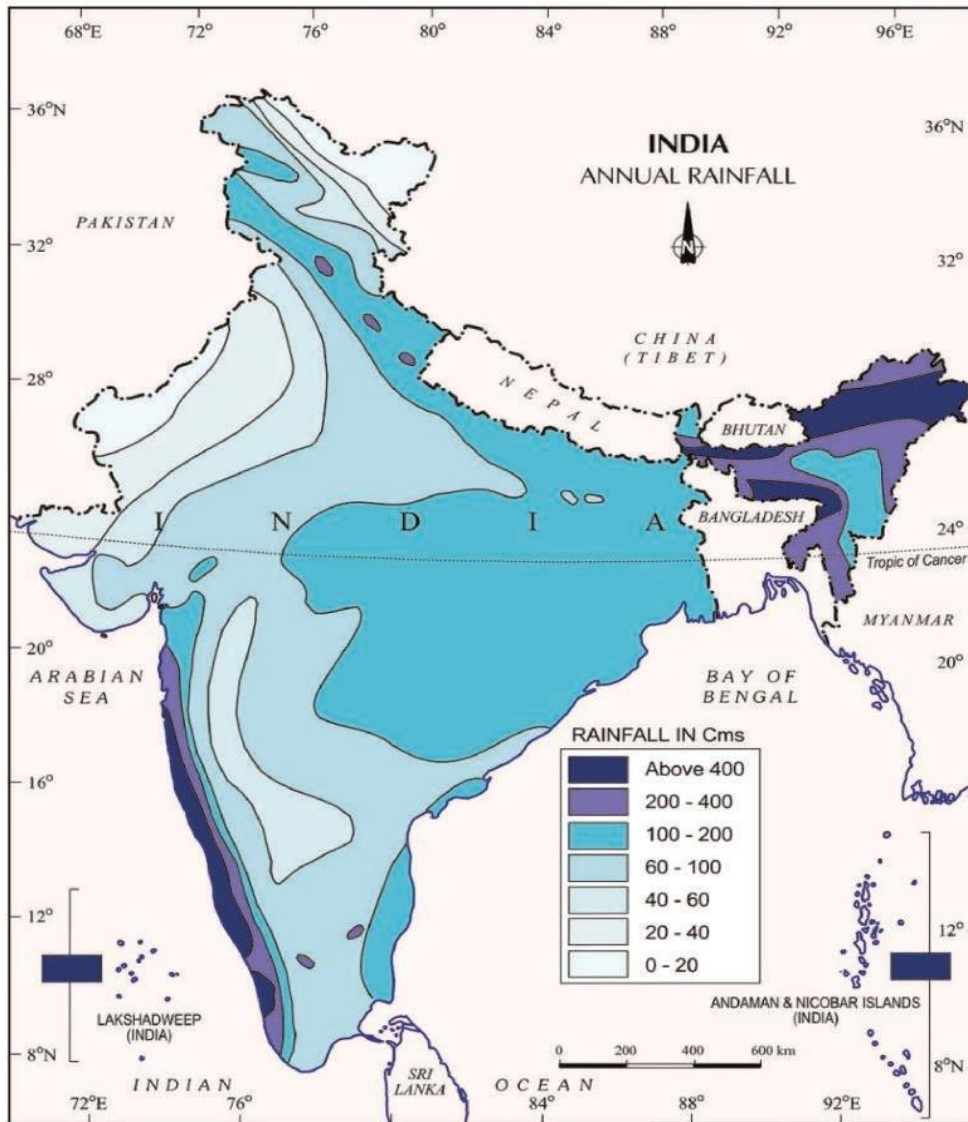 68°E 72° 76° 80° 84° 88° 92° 96°E
36°N
36°N
INDIA
ANNUAL RAINFALL
N
PAKISTAN
32°
32°
CHINA
(TIBET)
28°
28°
NEPAL
BHUTAN
I N D I A
BANGLADESH
24°
24°
Tropic of Cancer
MYANMAR
20°
20°
ARABIAN
SEA
BAY OF
BENGAL
RAINFALL IN Cms
Above 400
200 - 400
100 - 200
60 - 100
40 - 60
20 - 40
0 - 20
16°
16°
12°
12°
LAKSHADWEEP
(INDIA)
ANDAMAN & NICOBAR ISLANDS
(INDIA)
0 200 400 600 km
8°N
8°N
SRI
LANKA
INDIAN OCEAN
72°E 76° 84° 88° 92°E